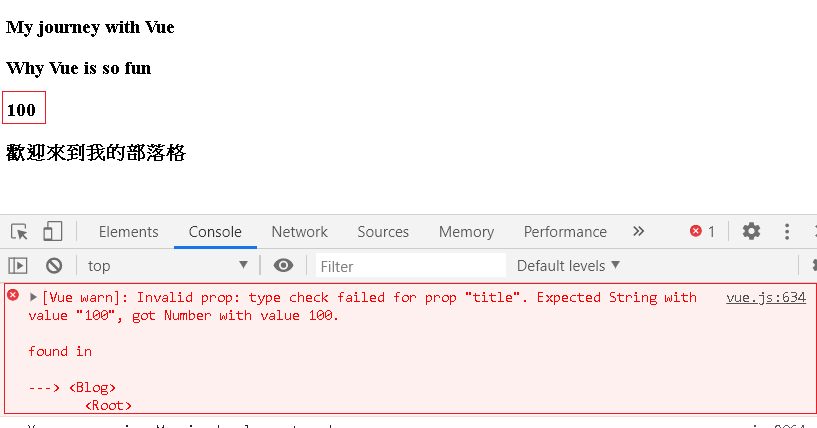 My journey with Vue
Why Vue is so fun
100
歡迎來到我的部落格
Elements Console Network Sources Memory Performance » 1
top Filter Default levels
[Vue warn]: Invalid prop: type check failed for prop "title". Expected String with vue.js:634
value "100", got Number with value 100.
found in
---> <Blog>
<Root>